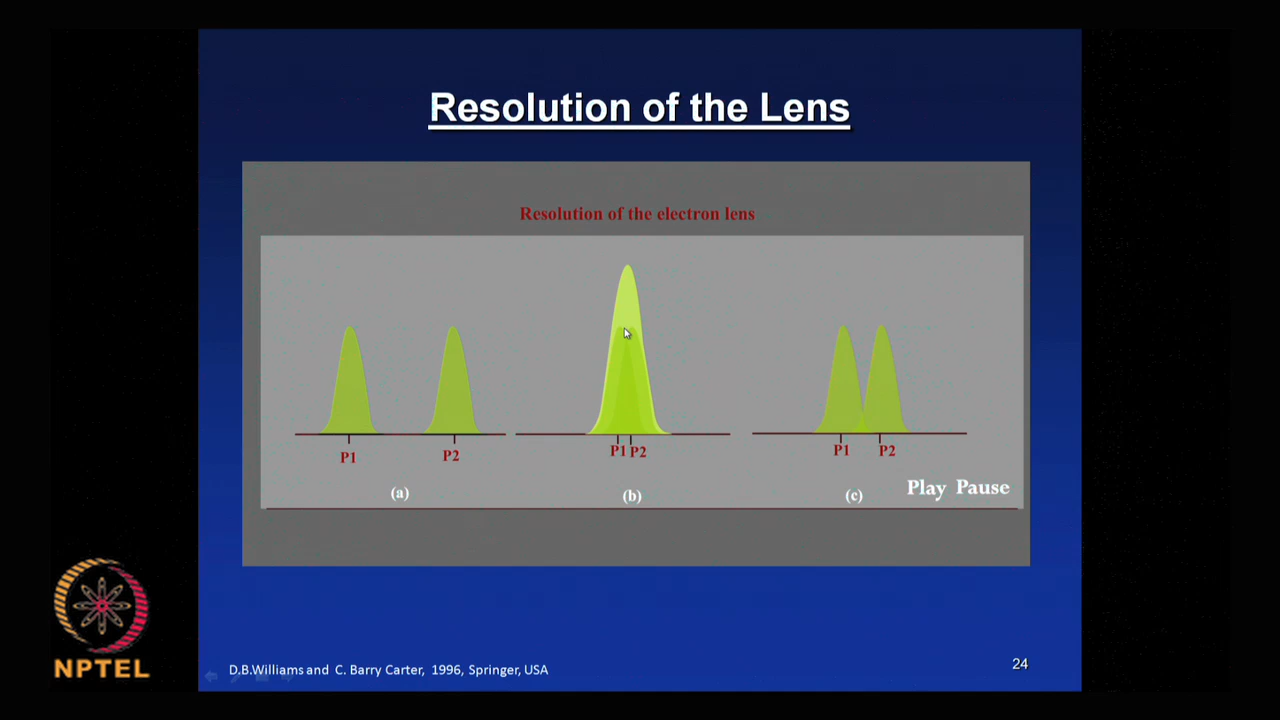 Resolution of the Lens
Resolution of the electron lens
P1 P2 P1 P2 P1 P2
(a) (b) (c) Play Pause
NPTEL
D.B.Williams and C. Barry Carter, 1996, Springer, USA
24